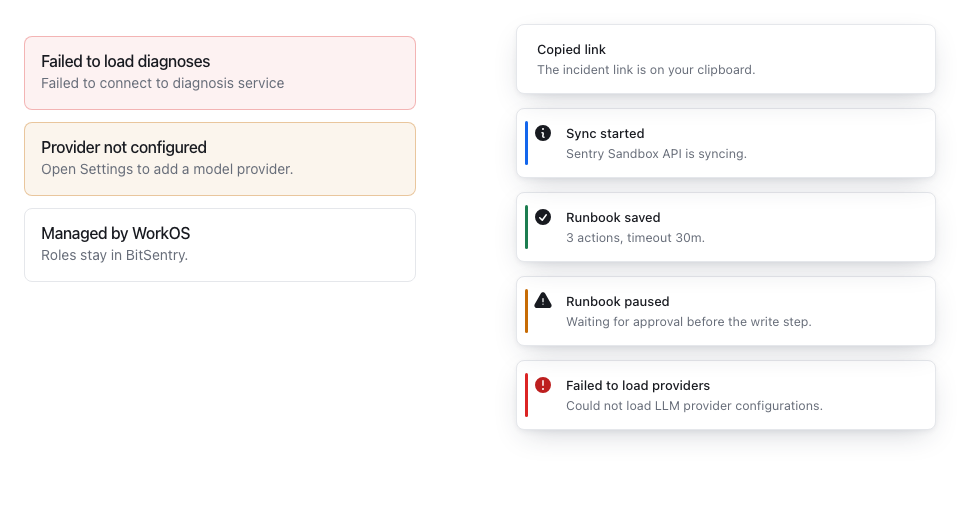 Failed to load diagnoses
Failed to connect to diagnosis service
Provider not configured
Open Settings to add a model provider.
Managed by WorkOS
Roles stay in BitSentry.
Copied link
The incident link is on your clipboard.
Sync started
Sentry Sandbox API is syncing.
Runbook saved
3 actions, timeout 30m.
Runbook paused
Waiting for approval before the write step.
Failed to load providers
Could not load LLM provider configurations.